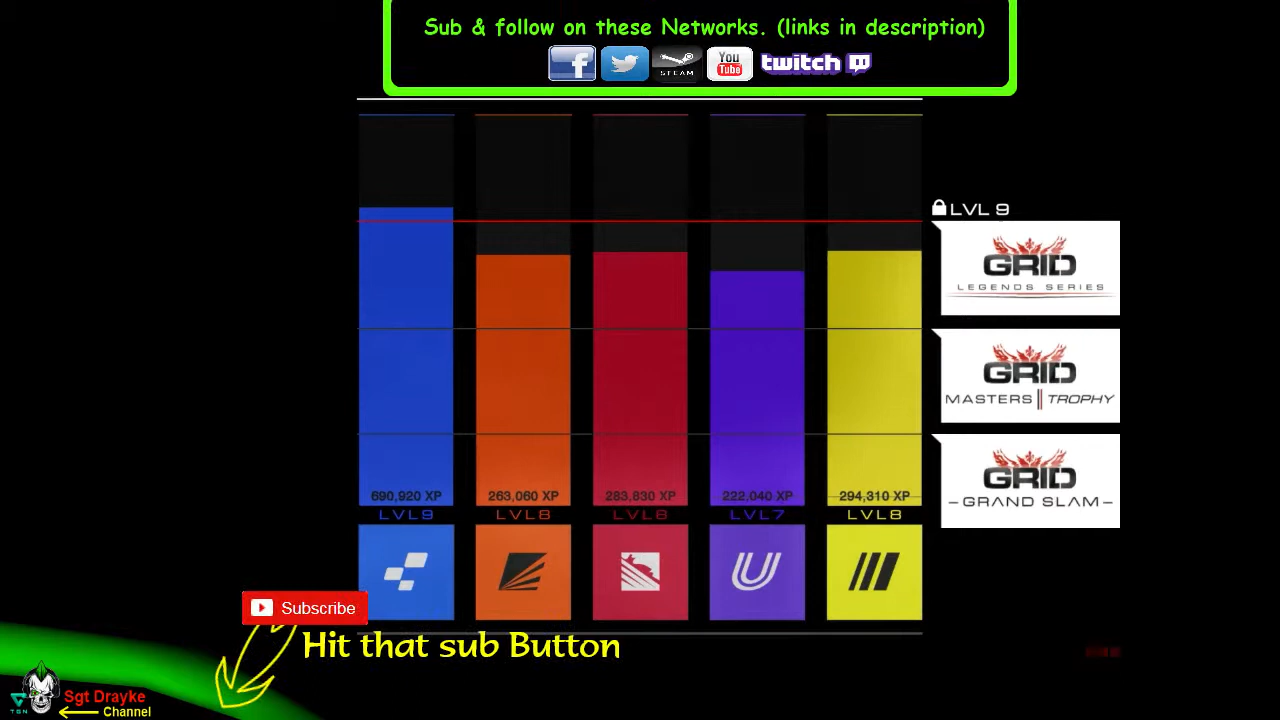 Sub & follow on these Networks. (links in description)
f STEAM You Tube twitch
LVL 9
GRID
LEGENDS SERIES
GRID
MASTERS TROPHY
GRID
-GRAND SLAM-
690,920 XP 263,060 XP 283,830 XP 222,040 XP 294,310 XP
LVL9 LVL8 LVL8 LVL7 LVL8
Subscribe
Hit that sub Button
Sgt Drayke
TGN
Channel